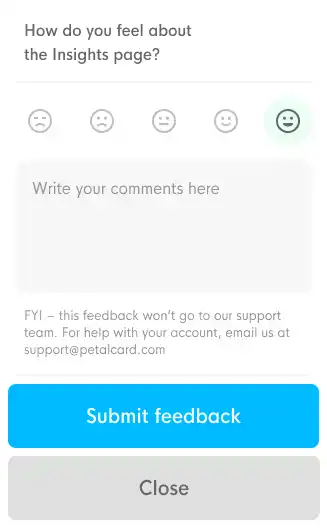 How do you feel about
the Insights page?
Write your comments here
FYI – this feedback won't go to our support
team. For help with your account, email us at
support@petalcard.com
Submit feedback
Close